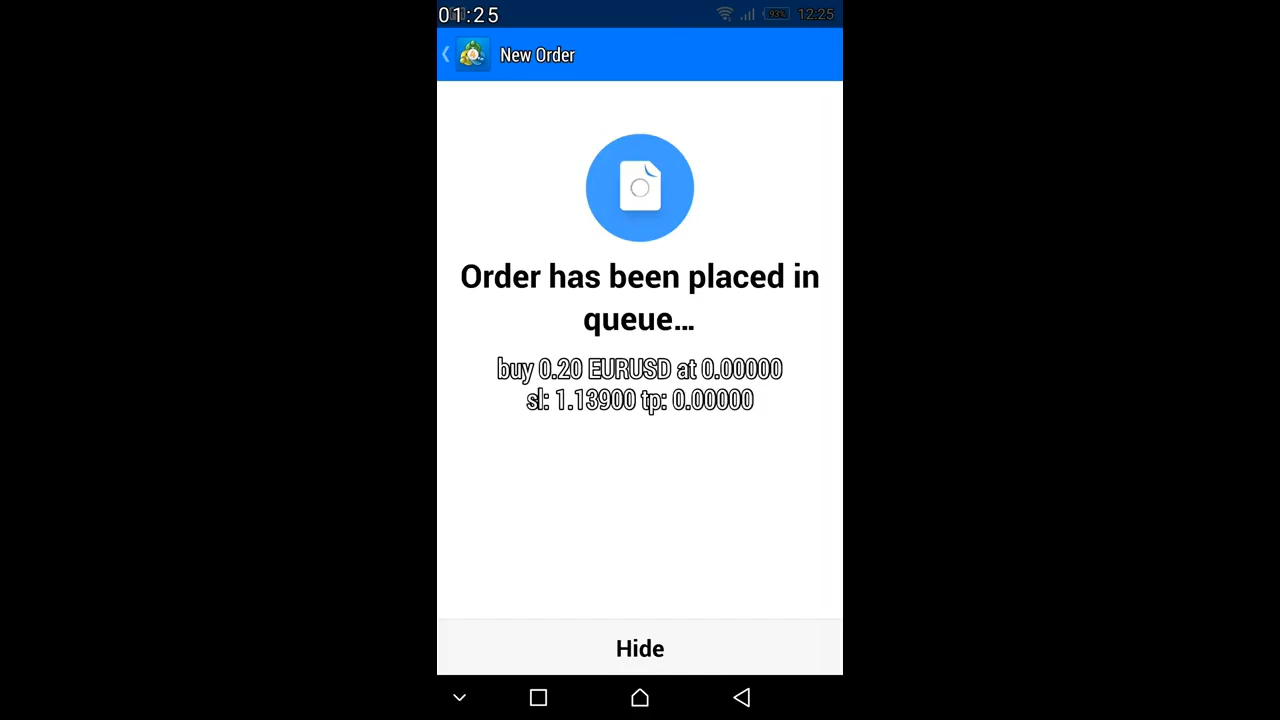 01:25
93%
12:25
New Order
Order has been placed in
queue...
buy 0.20 EURUSD at 0.00000
sl: 1.13900 tp: 0.00000
Hide